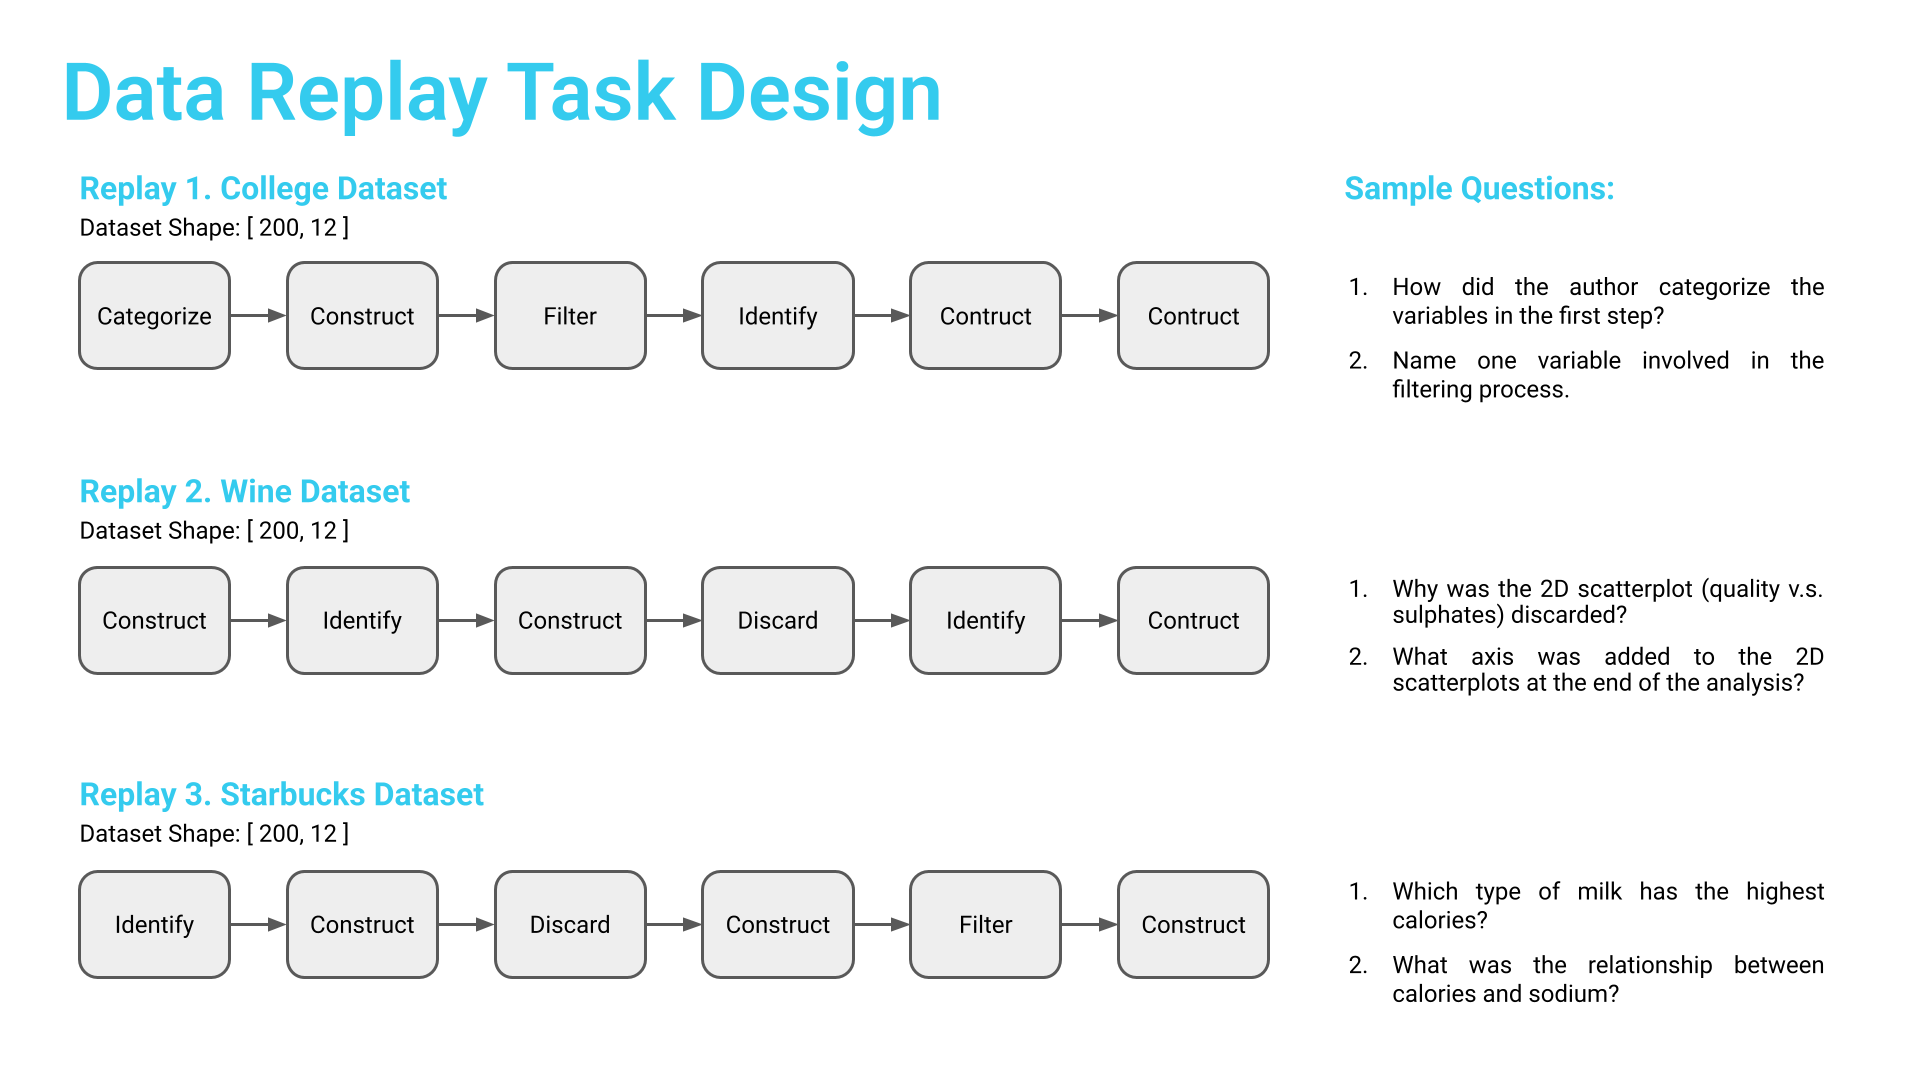 Data Replay Task Design
Replay 1. College Dataset
Dataset Shape: [ 200, 12 ]
Categorize
Construct
Filter
Identify
Contruct
Contruct
Sample Questions:
1. How did the author categorize the
variables in the first step?
2. Name one variable involved in the
filtering process.
Replay 2. Wine Dataset
Dataset Shape: [ 200, 12 ]
Construct
Identify
Construct
Discard
Identify
Contruct
1. Why was the 2D scatterplot (quality v.s.
sulphates) discarded?
2. What axis was added to the 2D
scatterplots at the end of the analysis?
Replay 3. Starbucks Dataset
Dataset Shape: [ 200, 12 ]
Identify
Construct
Discard
Construct
Filter
Construct
1. Which type of milk has the highest
calories?
2. What was the relationship between
calories and sodium?